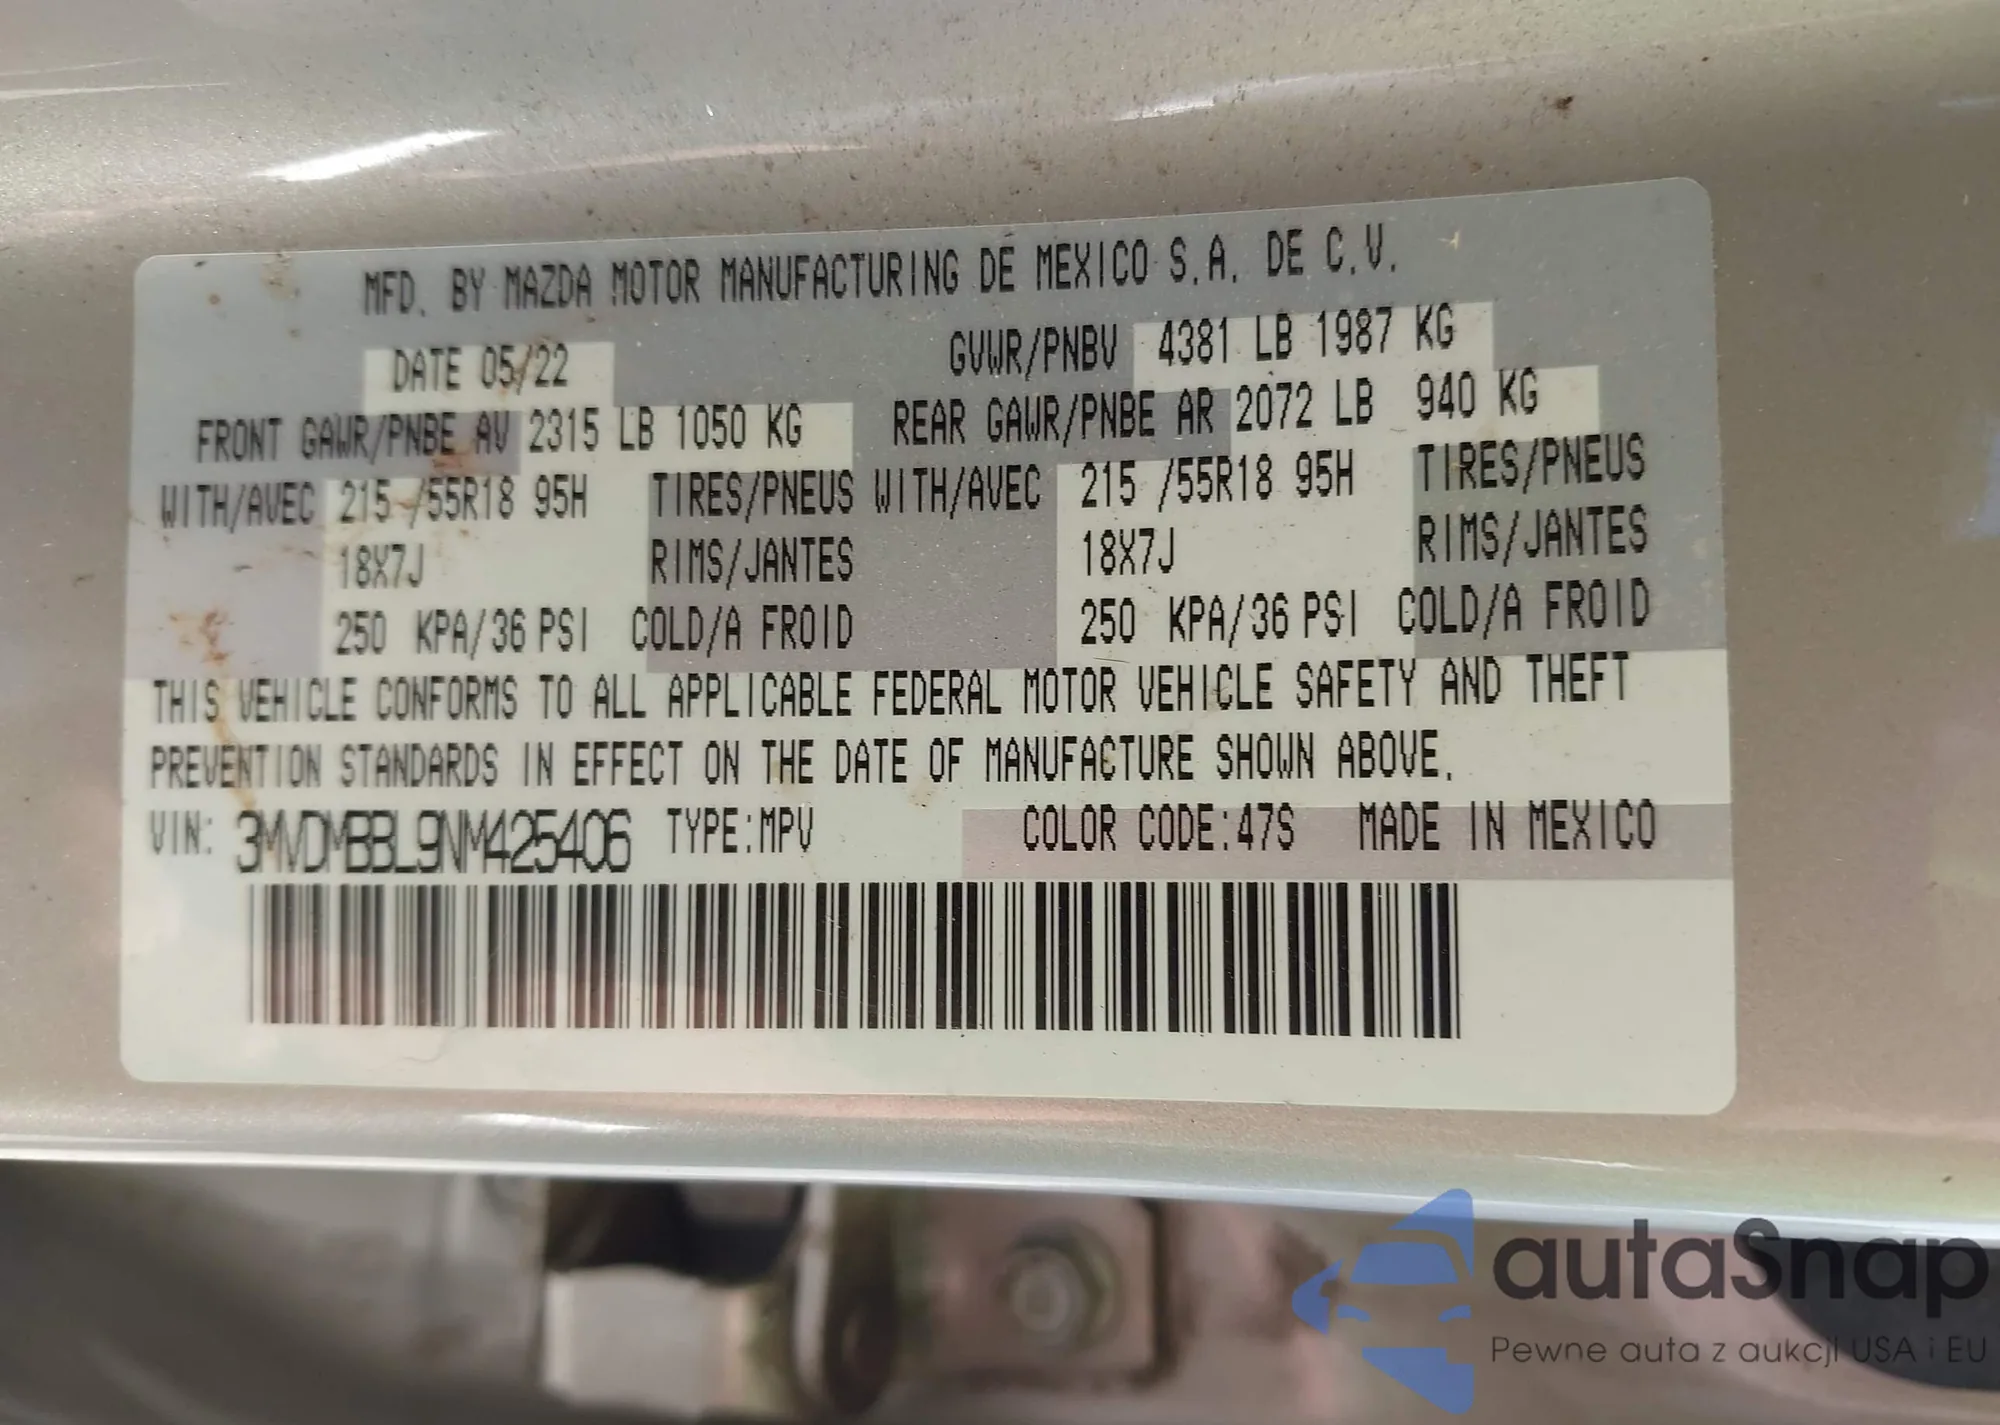 MFD. BY MAZDA MOTOR MANUFACTURING DE MEXICO S.A. DE C.V.
DATE 05/22 GVWR/PNBV 4381 LB 1987 KG
FRONT GAWR/PNBE AV 2315 LB 1050 KG REAR GAWR/PNBE AR 2072 LB 940 KG
WITH/AVEC 215 /55R18 95H TIRES/PNEUS WITH/AVEC 215 /55R18 95H TIRES/PNEUS
18X7J RIMS/JANTES 18X7J RIMS/JANTES
250 KPA/36 PSI COLD/A FROID 250 KPA/36 PSI COLD/A FROID
THIS VEHICLE CONFORMS TO ALL APPLICABLE FEDERAL MOTOR VEHICLE SAFETY AND THEFT
PREVENTION STANDARDS IN EFFECT ON THE DATE OF MANUFACTURE SHOWN ABOVE.
VIN: 3MVDMBBL9NM425406 TYPE:MPV COLOR CODE:47S MADE IN MEXICO
autaSnap
Pewne auta z aukcji USA i EU